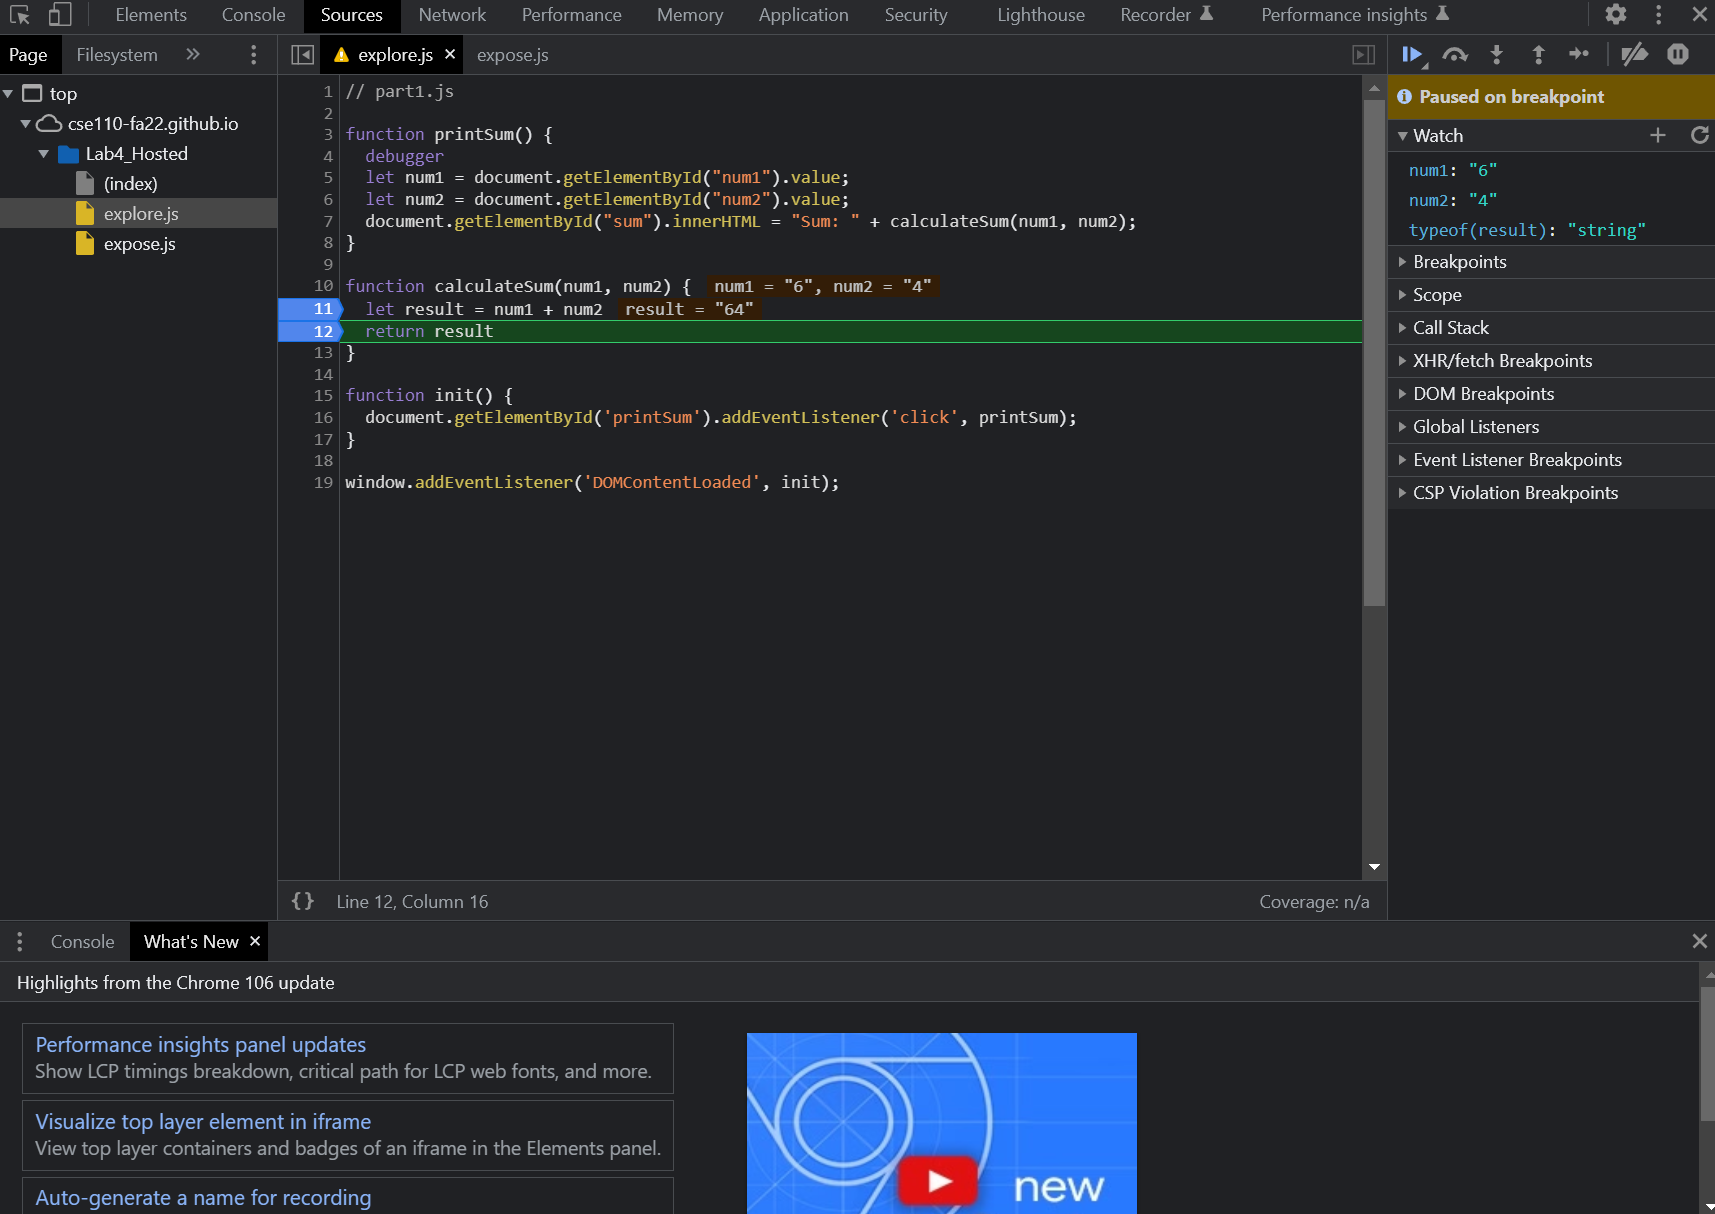 Elements Console Sources Network Performance Memory Application Security Lighthouse Recorder Performance insights
Page Filesystem
explore.js expose.js
top
cse110-fa22.github.io
Lab4_Hosted
(index)
explore.js
expose.js
1 // part1.js
2
3 function printSum() {
4   debugger
5   let num1 = document.getElementById("num1").value;
6   let num2 = document.getElementById("num2").value;
7   document.getElementById("sum").innerHTML = "Sum: " + calculateSum(num1, num2);
8 }
9
10 function calculateSum(num1, num2) { num1 = "6", num2 = "4"
11   let result = num1 + num2 result = "64"
12   return result
13 }
14
15 function init() {
16   document.getElementById('printSum').addEventListener('click', printSum);
17 }
18
19 window.addEventListener('DOMContentLoaded', init);
{} Line 12, Column 16 Coverage: n/a
Paused on breakpoint
Watch
num1: "6"
num2: "4"
typeof(result): "string"
Breakpoints
Scope
Call Stack
XHR/fetch Breakpoints
DOM Breakpoints
Global Listeners
Event Listener Breakpoints
CSP Violation Breakpoints
Console What's New
Highlights from the Chrome 106 update
Performance insights panel updates
Show LCP timings breakdown, critical path for LCP web fonts, and more.
Visualize top layer element in iframe
View top layer containers and badges of an iframe in the Elements panel.
Auto-generate a name for recording
new